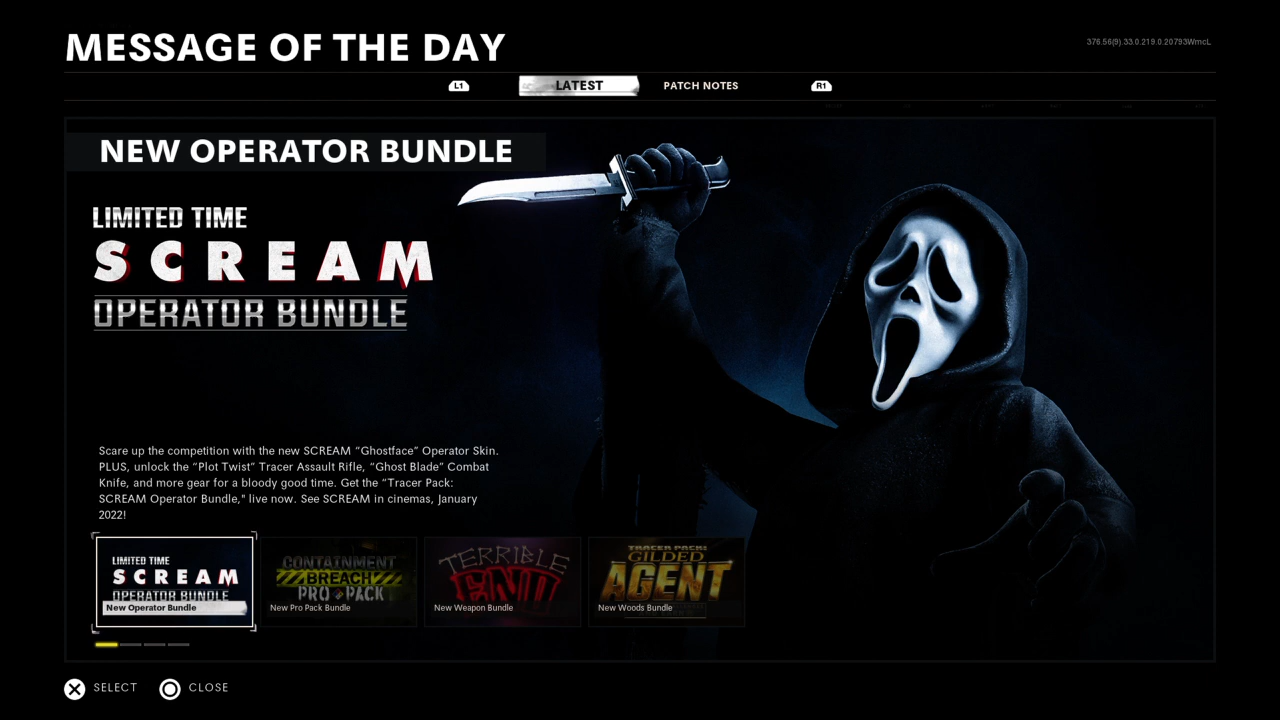 MESSAGE OF THE DAY
376.56(9).33.0.219.0.20793WmcL
L1
LATEST
PATCH NOTES
R1
NEW OPERATOR BUNDLE
LIMITED TIME
SCREAM
OPERATOR BUNDLE
Scare up the competition with the new SCREAM “Ghostface” Operator Skin.
PLUS, unlock the “Plot Twist” Tracer Assault Rifle, “Ghost Blade” Combat
Knife, and more gear for a bloody good time. Get the “Tracer Pack:
SCREAM Operator Bundle," live now. See SCREAM in cinemas, January
2022!
LIMITED TIME
SCREAM
OPERATOR BUNDLE
New Operator Bundle
CONTAINMENT
BREACH
PRO PACK
New Pro Pack Bundle
TERRIBLE
END
New Weapon Bundle
TRACER PACK:
GILDED
AGENT
New Woods Bundle
SELECT
CLOSE